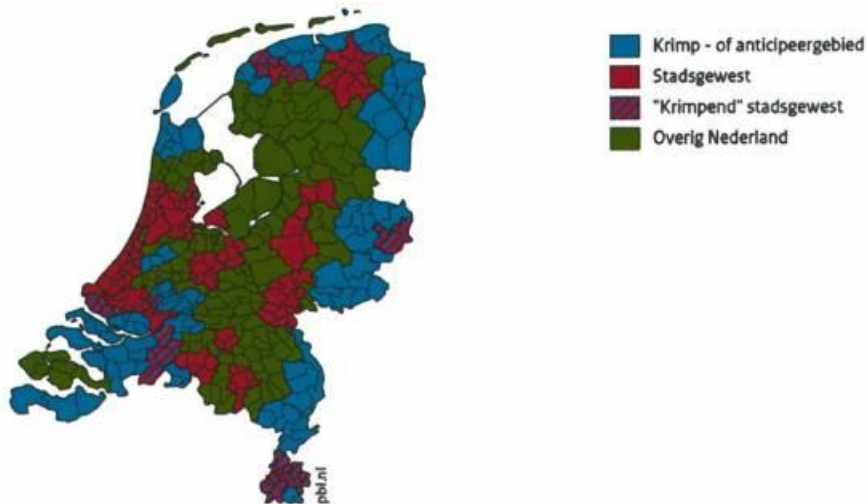 Krimp - of anticipeergebied
Stadsgewest
"Krimpend" stadsgewest
Overig Nederland
pbl.nl